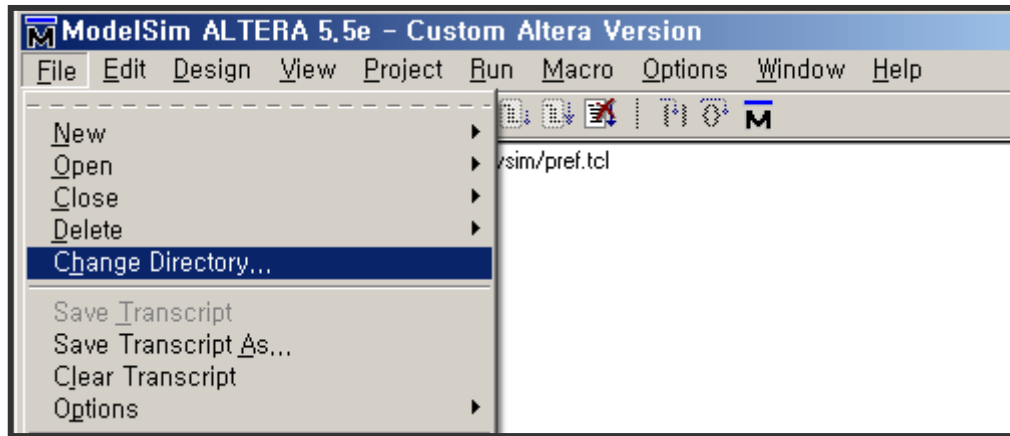 ModelSim ALTERA 5.5e - Custom Altera Version
File Edit Design View Project Run Macro Options Window Help
New
/sim/pref.tcl
Open
Close
Delete
Change Directory...
Save Transcript
Save Transcript As...
Clear Transcript
Options